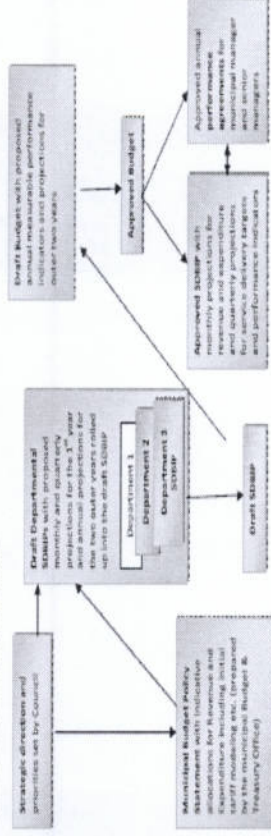 Strategic direction and
priorities set by Council
Municipal Budget Policy
Statement with indicative
allocations for Revenue and
Expenditure including initial
tariff modeling etc. (prepared
by the municipal Budget &
Treasury Office)
Draft Departmental
SDBIPs with proposed
monthly and quarterly
projections for the 1st year
and annual projections for
the two outer years rolled
up into the draft SDBIP
Department 1
Department 2
Department 3
SDBIP
Draft SDBIP
Draft Budget with proposed
annual measurable performance
indicators and projections for
outer two years
Approved Budget
Approved SDBIP with
monthly projections for
revenue and expenditure
and quarterly projections
for service delivery targets
and performance indicators
Approved annual
performance
agreements for
municipal manager
and senior
managers